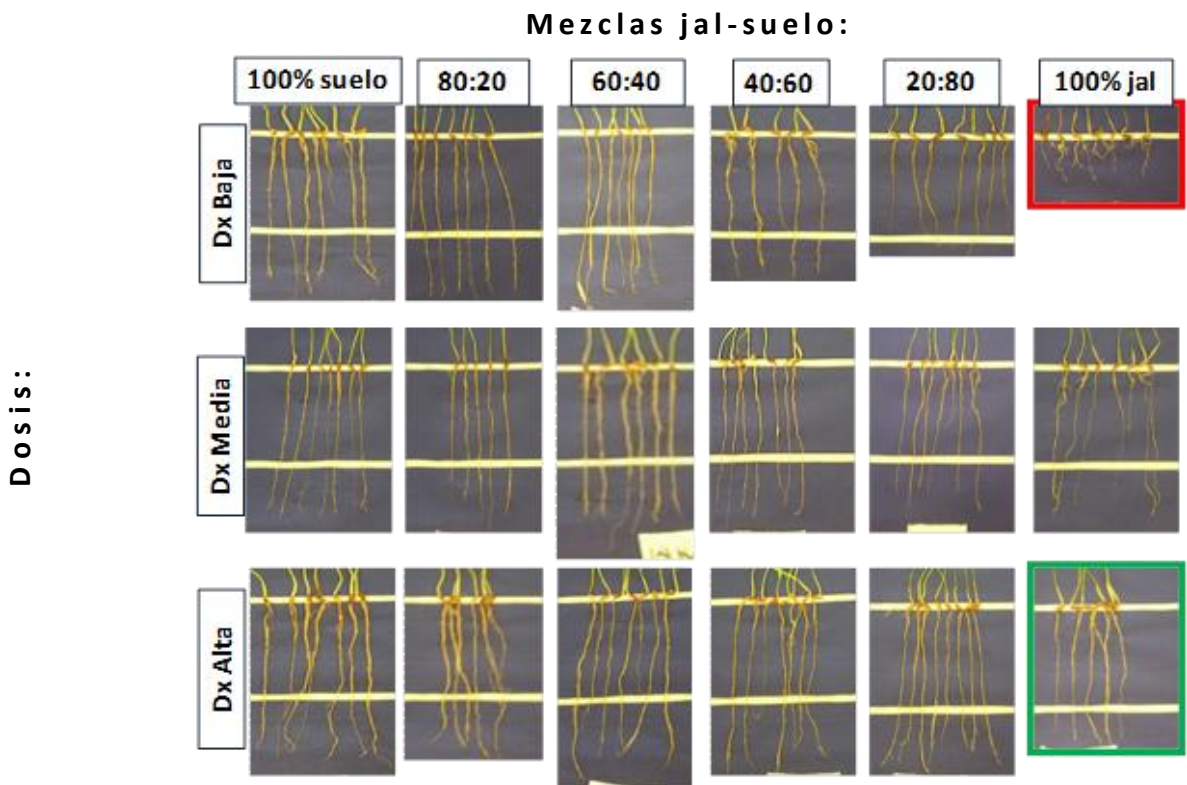 Mezclas jal-suelo:
100% suelo
80:20
60:40
40:60
20:80
100% jal
Dosis:
Dx Baja
Dx Media
Dx Alta